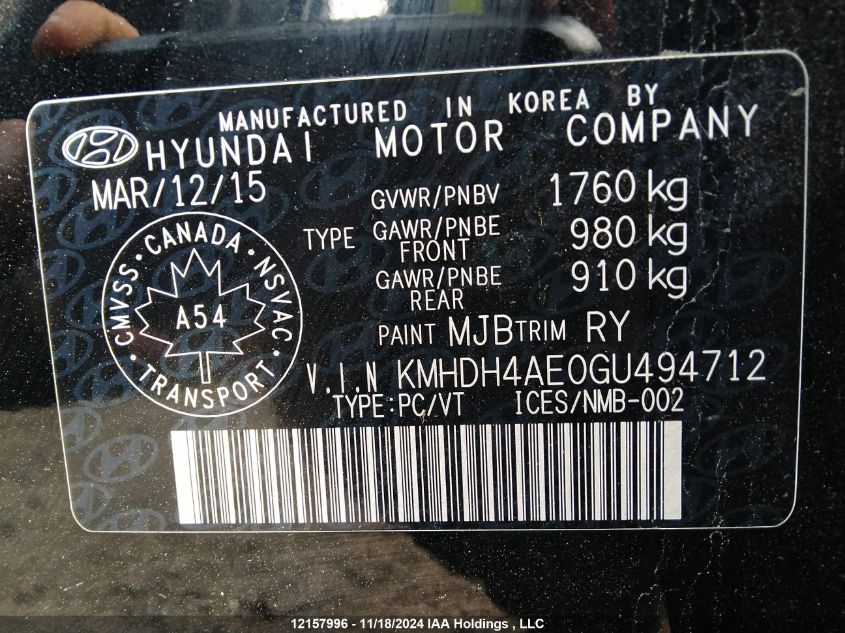 MANUFACTURED IN KOREA BY
HYUNDAI MOTOR COMPANY
MAR/12/15
GVWR/PNBV 1760 kg
TYPE GAWR/PNBE FRONT 980 kg
GAWR/PNBE REAR 910 kg
PAINT MJB TRIM RY
CMVSS • CANADA • NSVAC • TRANSPORT •
A54
V.I.N KMHDH4AE0GU494712
TYPE:PC/VT ICES/NMB-002
12157996 - 11/18/2024 IAA Holdings , LLC